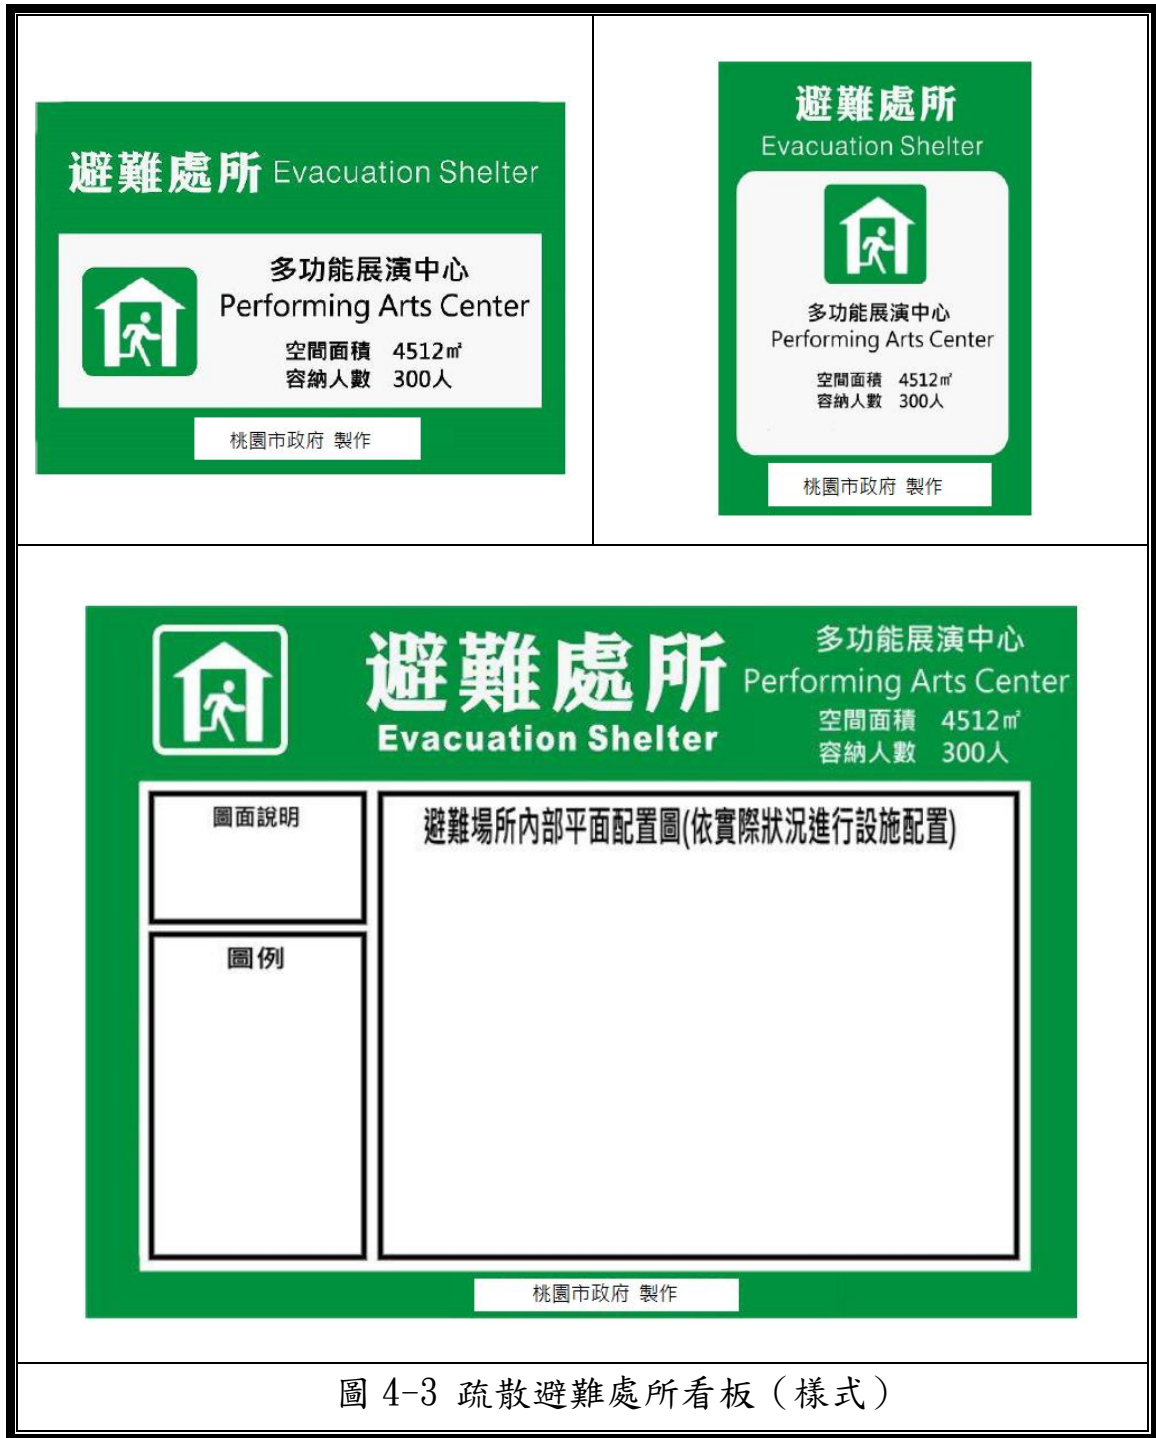 避難處所 Evacuation Shelter
多功能展演中心
Performing Arts Center
空間面積 4512㎡
容納人數 300人
桃園市政府 製作
避難處所
Evacuation Shelter
多功能展演中心
Performing Arts Center
空間面積 4512㎡
容納人數 300人
桃園市政府 製作
避難處所
Evacuation Shelter
多功能展演中心
Performing Arts Center
空間面積 4512㎡
容納人數 300人
圖面說明
圖例
避難場所內部平面配置圖(依實際狀況進行設施配置)
桃園市政府 製作
圖 4-3 疏散避難處所看板（樣式）